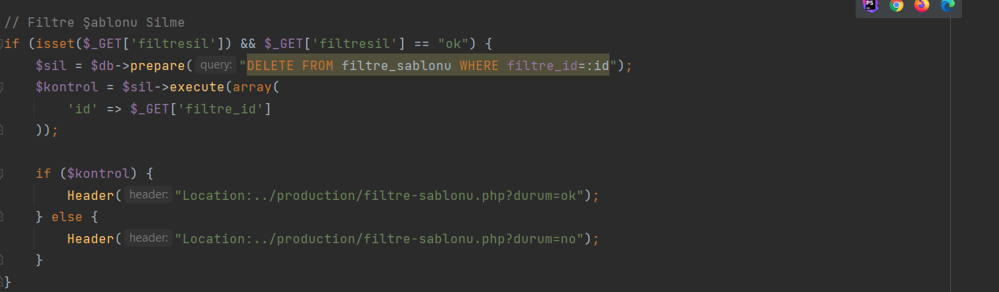 // Filtre Şablonu Silme
if (isset($_GET['filtresil']) && $_GET['filtresil'] == "ok") {
$sil = $db->prepare( query: "DELETE FROM filtre_sablonu WHERE filtre_id=:id");
$kontrol = $sil->execute(array(
'id' => $_GET['filtre_id']
));
if ($kontrol) {
Header( header: "Location:../production/filtre-sablonu.php?durum=ok");
} else {
Header( header: "Location:../production/filtre-sablonu.php?durum=no");
}
}
PS